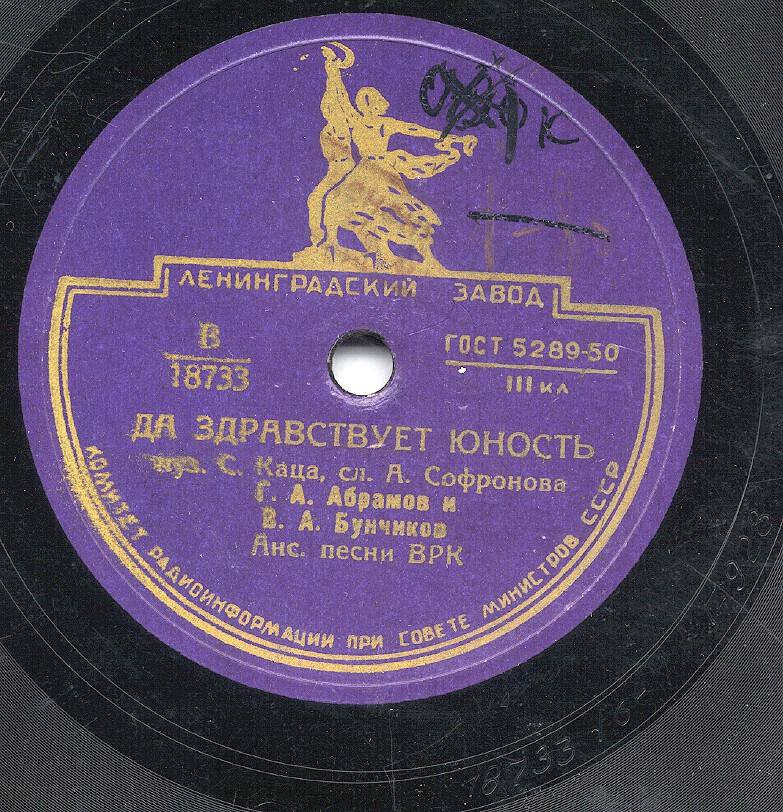 ЛЕНИНГРАДСКИЙ ЗАВОД
В
18733
ГОСТ 5289-50
III КЛ
ДА ЗДРАВСТВУЕТ ЮНОСТЬ
муз. С. Каца, сл. А. Софронова
Г. А. Абрамов и
В. А. Бунчиков
Анс. песни ВРК
КОМИТЕТ РАДИОИНФОРМАЦИИ ПРИ СОВЕТЕ МИНИСТРОВ СССР
18733